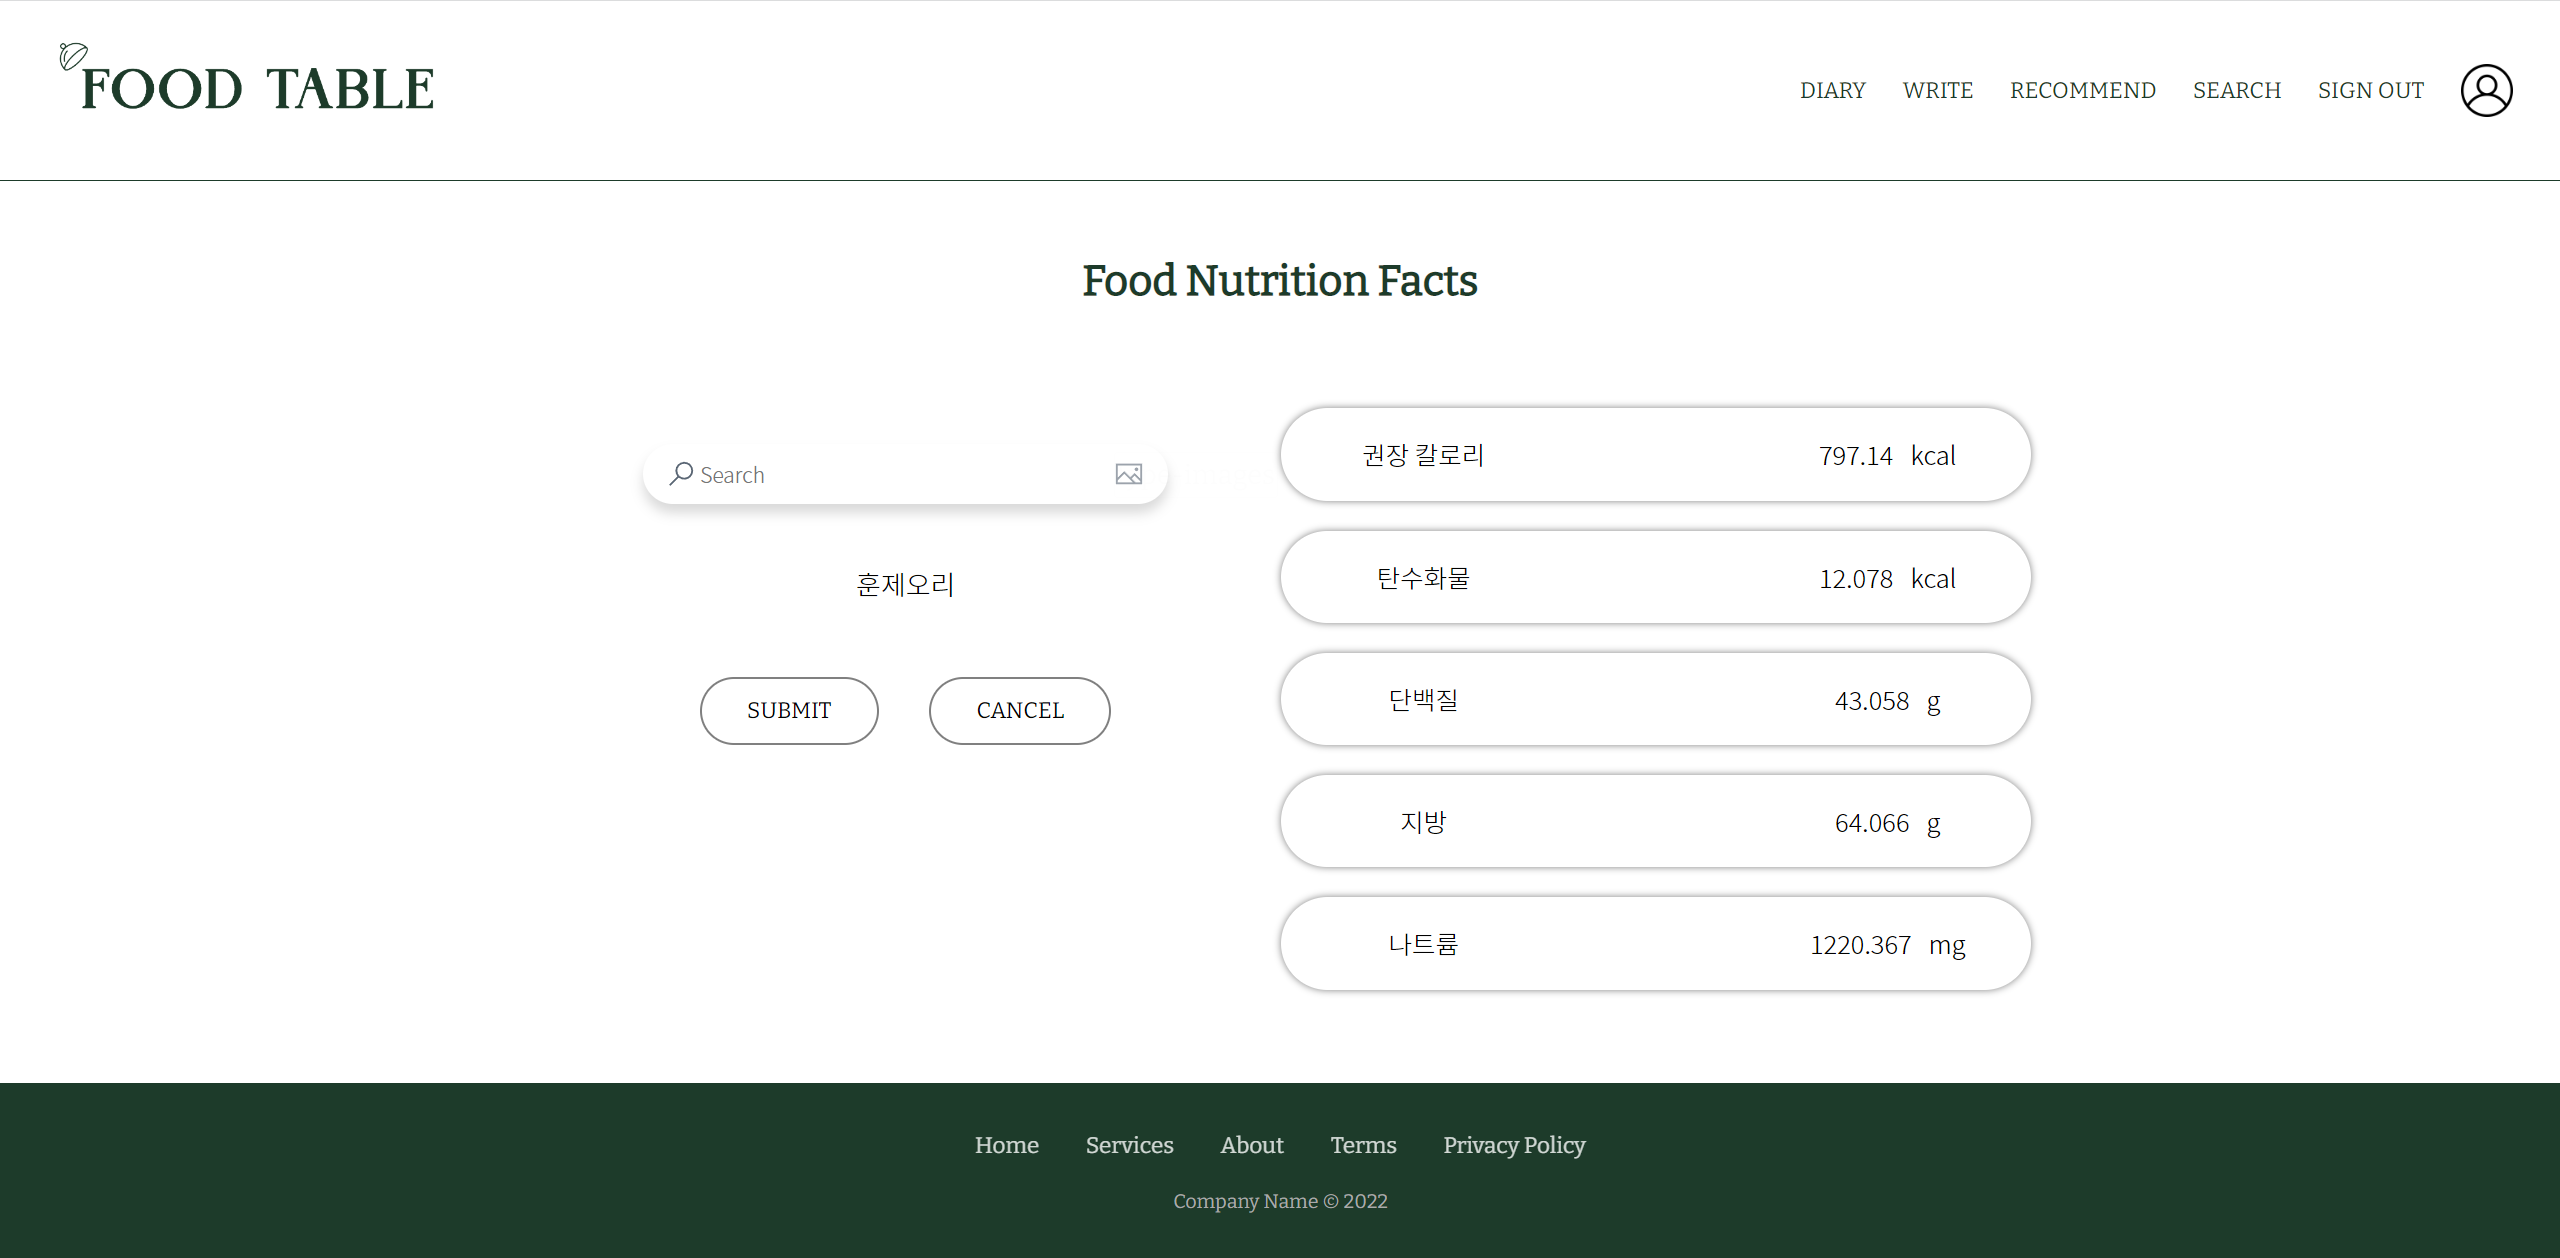 FOOD TABLE
DIARY WRITE RECOMMEND SEARCH SIGN OUT
Food Nutrition Facts
Search
훈제오리
SUBMIT CANCEL
권장 칼로리 797.14 kcal
탄수화물 12.078 kcal
단백질 43.058 g
지방 64.066 g
나트륨 1220.367 mg
Home Services About Terms Privacy Policy
Company Name © 2022